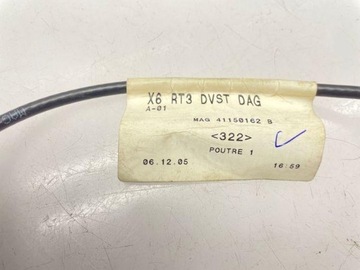 X6 RT3 DVST DAG
A-01
MAG 41150162 B
<322>
POUTRE 1
06.12.05 16:59